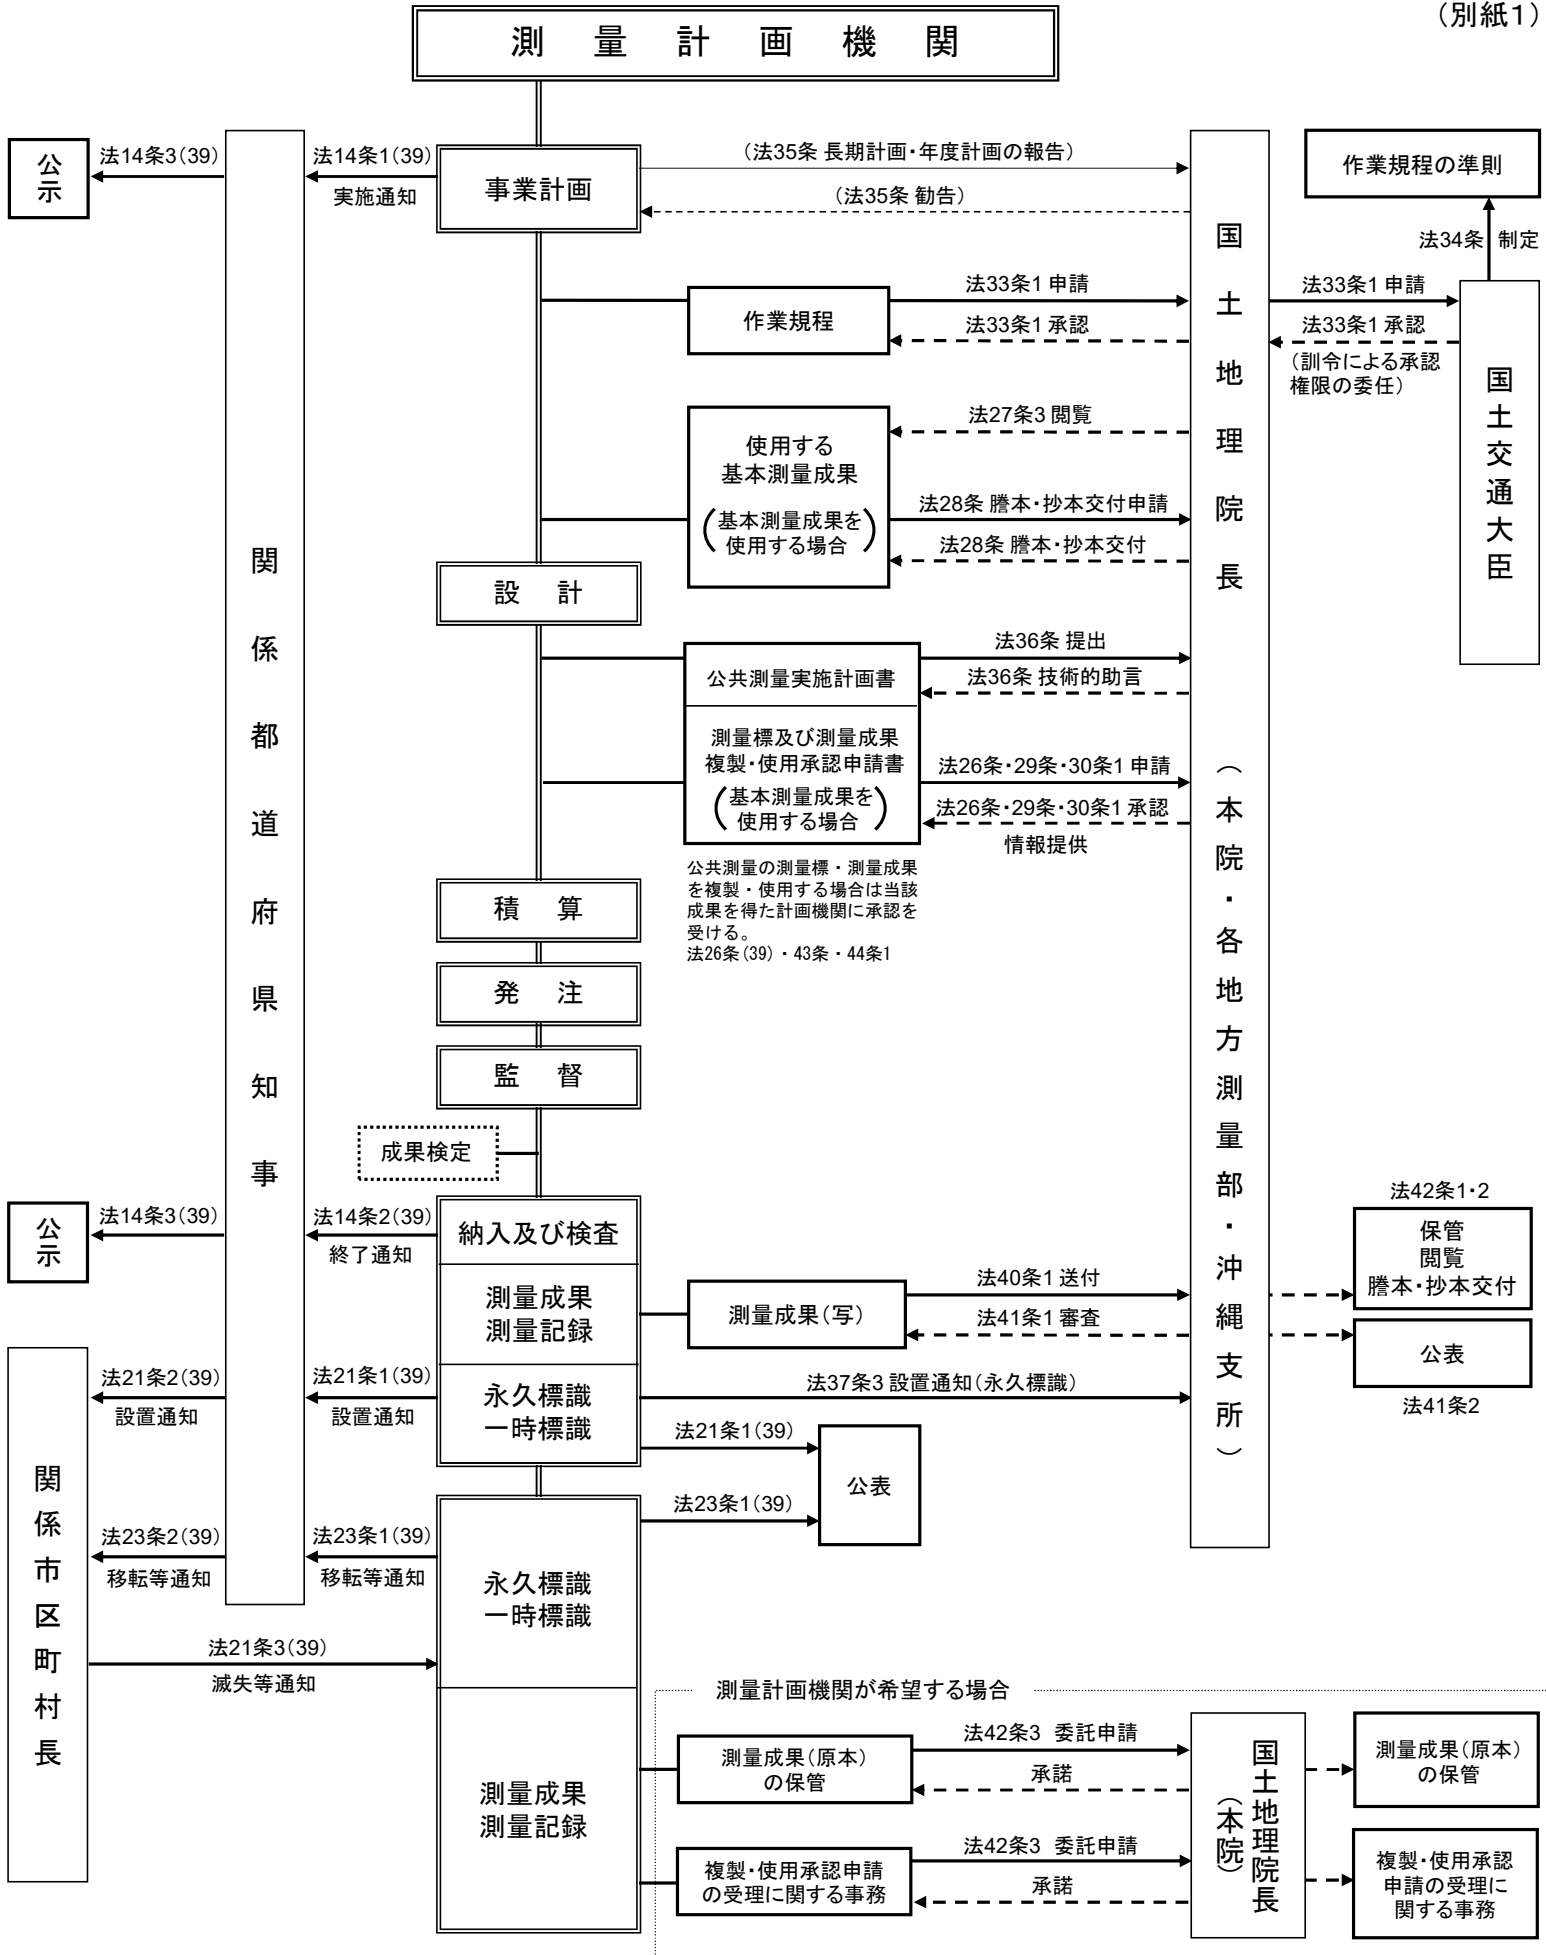 (別紙1)
測量計画機関
公示
法14条3(39)
関係都道府県知事
法14条1(39)
実施通知
事業計画
(法35条 長期計画・年度計画の報告)
(法35条 勧告)
国土地理院長(本院・各地方測量部・沖縄支所)
作業規程の準則
法34条 制定
作業規程
法33条1 申請
法33条1 承認
法33条1 申請
法33条1 承認
(訓令による承認
権限の委任)
国土交通大臣
使用する
基本測量成果
(基本測量成果を
使用する場合)
法27条3 閲覧
法28条 謄本・抄本交付申請
法28条 謄本・抄本交付
設計
公共測量実施計画書
法36条 提出
法36条 技術的助言
測量標及び測量成果
複製・使用承認申請書
(基本測量成果を
使用する場合)
法26条・29条・30条1 申請
法26条・29条・30条1 承認
情報提供
公共測量の測量標・測量成果
を複製・使用する場合は当該
成果を得た計画機関に承認を
受ける。
法26条(39)・43条・44条1
積算
発注
監督
成果検定
公示
法14条3(39)
法14条2(39)
終了通知
納入及び検査
測量成果
測量記録
測量成果(写)
法40条1 送付
法41条1 審査
法42条1・2
保管
閲覧
謄本・抄本交付
公表
法41条2
関係市区町村長
法21条2(39)
設置通知
法21条1(39)
設置通知
永久標識
一時標識
法37条3 設置通知(永久標識)
法21条1(39)
法23条1(39)
公表
法23条2(39)
移転等通知
法23条1(39)
移転等通知
永久標識
一時標識
法21条3(39)
滅失等通知
測量成果
測量記録
測量計画機関が希望する場合
測量成果(原本)
の保管
法42条3 委託申請
承諾
国土地理院長
(本院)
測量成果(原本)
の保管
複製・使用承認申請
の受理に関する事務
法42条3 委託申請
承諾
複製・使用承認
申請の受理に
関する事務